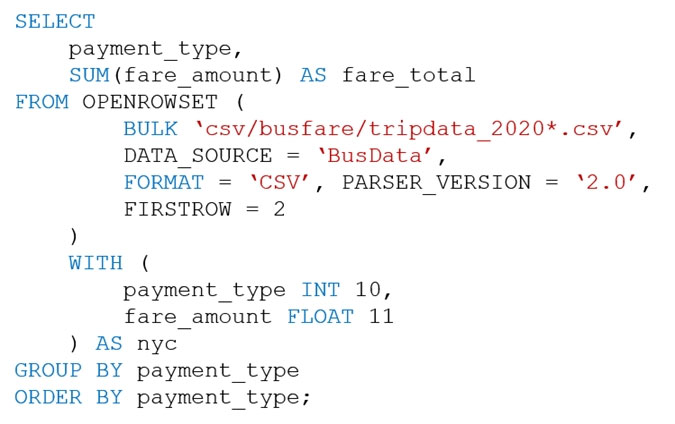 SELECT
payment_type,
SUM(fare_amount) AS fare_total
FROM OPENROWSET (
BULK ‘csv/busfare/tripdata_2020*.csv’,
DATA_SOURCE = ‘BusData’,
FORMAT = ‘CSV’, PARSER_VERSION = ‘2.0’,
FIRSTROW = 2
)
WITH (
payment_type INT 10,
fare_amount FLOAT 11
) AS nyc
GROUP BY payment_type
ORDER BY payment_type;